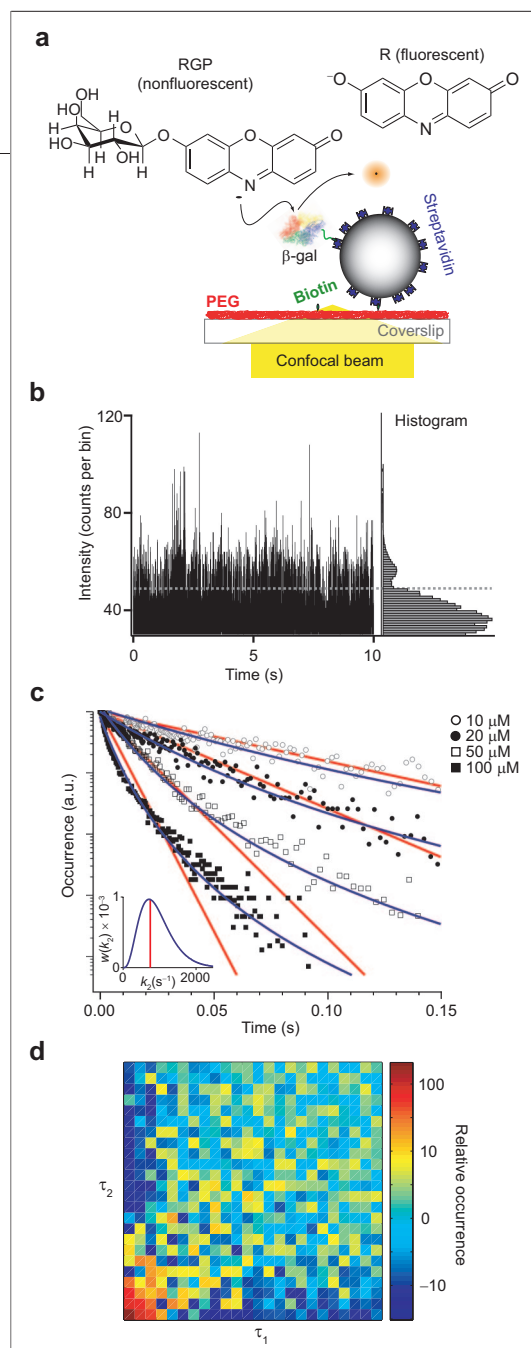 a
RGP
(nonfluorescent)
R (fluorescent)
OH
OH
H
O
O
O
O
HO
HO
H
H
OH
H
H
N
⁻O
O
O
N
β-gal
Streptavidin
Biotin
PEG
Coverslip
Confocal beam
b
120
80
40
Intensity (counts per bin)
Histogram
0
5
10
Time (s)
c
10 μM
20 μM
50 μM
100 μM
Occurrence (a.u.)
w(k₂) × 10⁻³
1
0
0
2000
k₂(s⁻¹)
0.00
0.05
0.10
0.15
Time (s)
d
τ₂
τ₁
100
10
0
−10
Relative occurrence